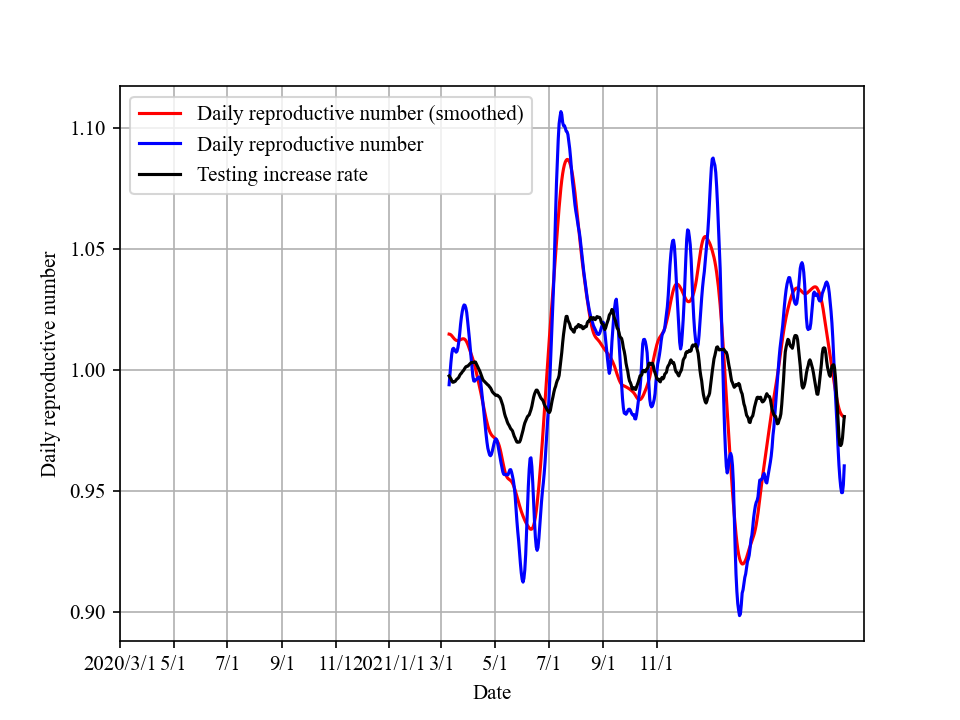 Daily reproductive number (smoothed)
Daily reproductive number
Testing increase rate
1.10
1.05
1.00
0.95
0.90
Daily reproductive number
2020/3/1 5/1 7/1 9/1 11/1 2021/1/1 3/1 5/1 7/1 9/1 11/1
Date